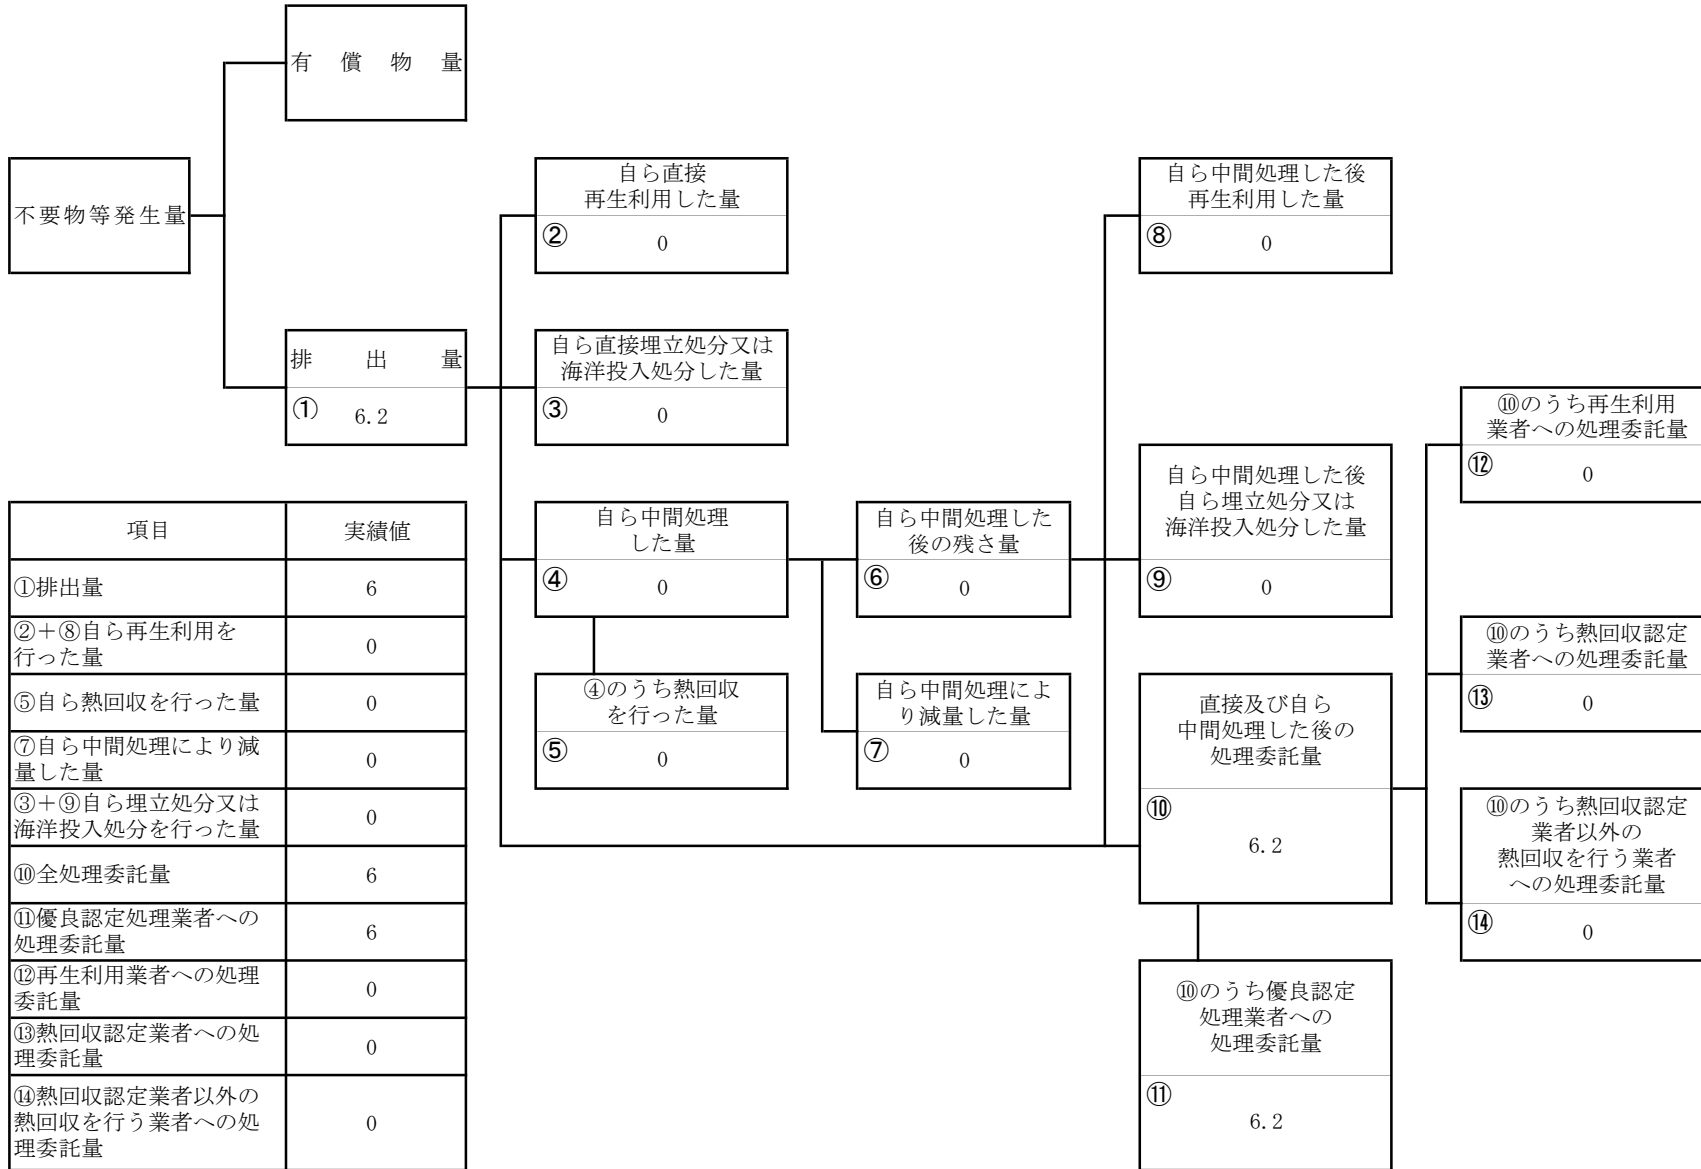 有償物量
不要物等発生量
排出量
①
6.2
自ら直接
再生利用した量
②
0
自ら直接埋立処分又は
海洋投入処分した量
③
0
自ら中間処理
した量
④
0
④のうち熱回収
を行った量
⑤
0
自ら中間処理した
後の残さ量
⑥
0
自ら中間処理によ
り減量した量
⑦
0
自ら中間処理した後
再生利用した量
⑧
0
自ら中間処理した後
自ら埋立処分又は
海洋投入処分した量
⑨
0
直接及び自ら
中間処理した後の
処理委託量
⑩
6.2
⑩のうち優良認定
処理業者への
処理委託量
⑪
6.2
⑩のうち再生利用
業者への処理委託量
⑫
0
⑩のうち熱回収認定
業者への処理委託量
⑬
0
⑩のうち熱回収認定
業者以外の
熱回収を行う業者
への処理委託量
⑭
0
項目 実績値
①排出量 6
②+⑧自ら再生利用を
行った量 0
⑤自ら熱回収を行った量 0
⑦自ら中間処理により減
量した量 0
③+⑨自ら埋立処分又は
海洋投入処分を行った量 0
⑩全処理委託量 6
⑪優良認定処理業者への
処理委託量 6
⑫再生利用業者への処理
委託量 0
⑬熱回収認定業者への処
理委託量 0
⑭熱回収認定業者以外の
熱回収を行う業者への処 0
理委託量